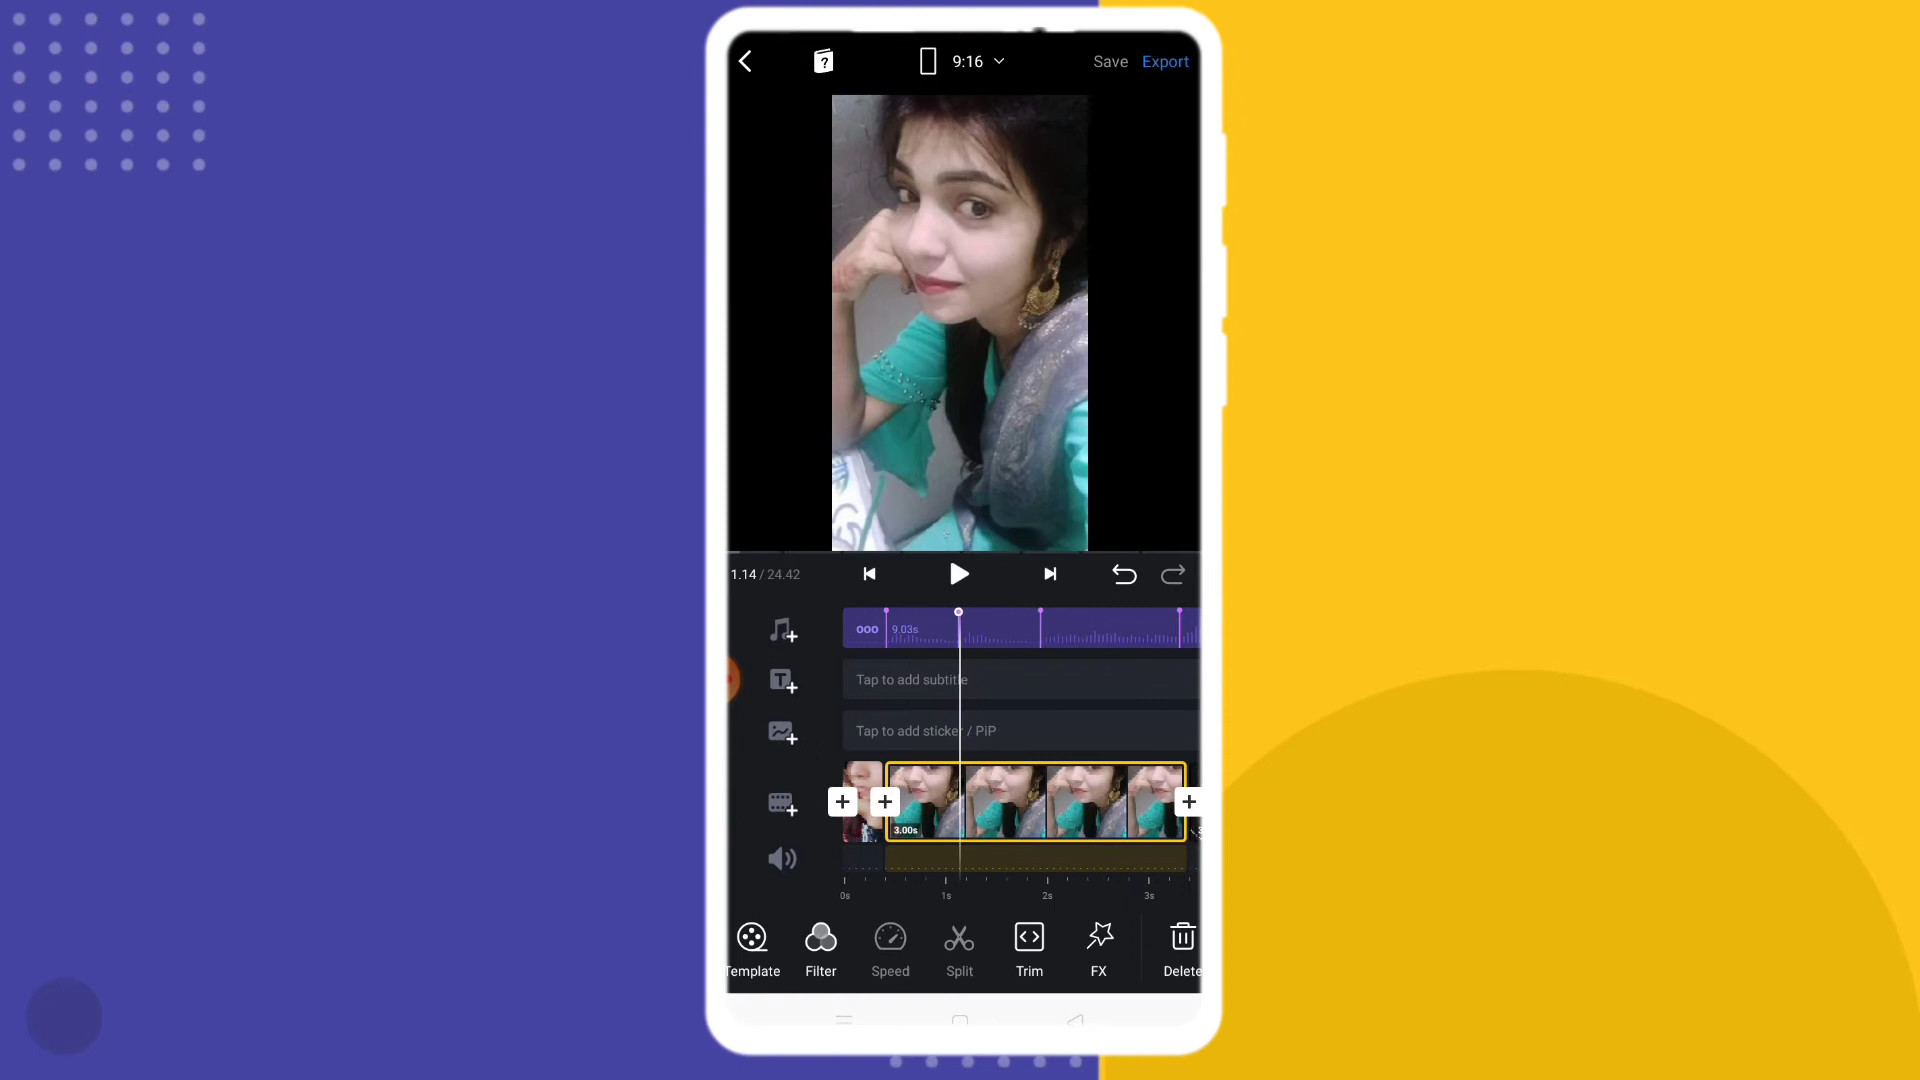 9:16 Save Export
1.14 / 24.42
9.03s
Tap to add subtitle
Tap to add sticker / PiP
3.00s
0s 1s 2s 3s
Template Filter Speed Split Trim FX Delete